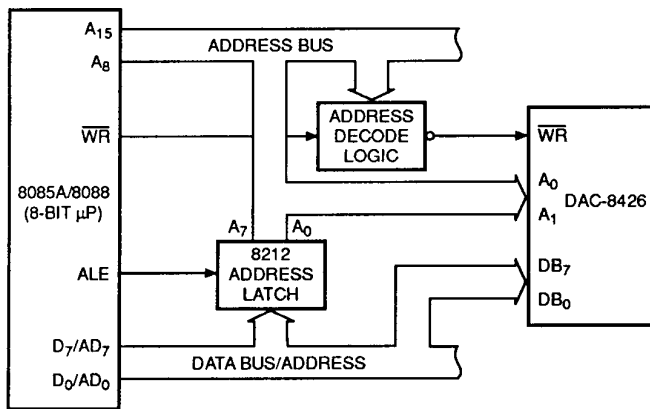 A15
ADDRESS BUS
A8
WR
ADDRESS
DECODE
LOGIC
WR
8085A/8088
(8-BIT µP)
A0
A1
DAC-8426
A7
A0
8212
ADDRESS
LATCH
ALE
DB7
DB0
D7/AD7
DATA BUS/ADDRESS
D0/AD0